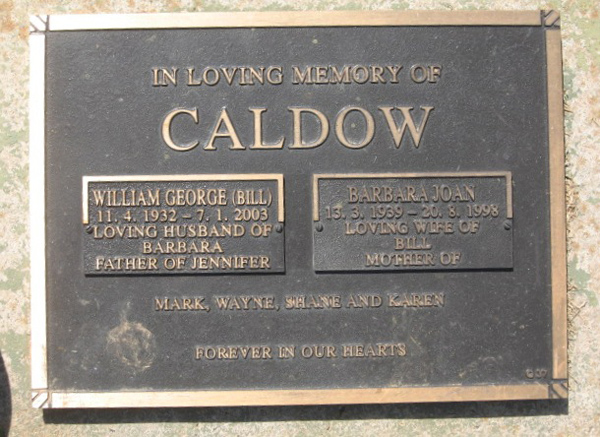 IN LOVING MEMORY OF
CALDOW
WILLIAM GEORGE (BILL)
11. 4. 1932 – 7. 1. 2003
LOVING HUSBAND OF
BARBARA
FATHER OF JENNIFER
BARBARA JOAN
13. 3. 1939 – 20. 8. 1998
LOVING WIFE OF
BILL
MOTHER OF
MARK, WAYNE, SHANE AND KAREN
FOREVER IN OUR HEARTS